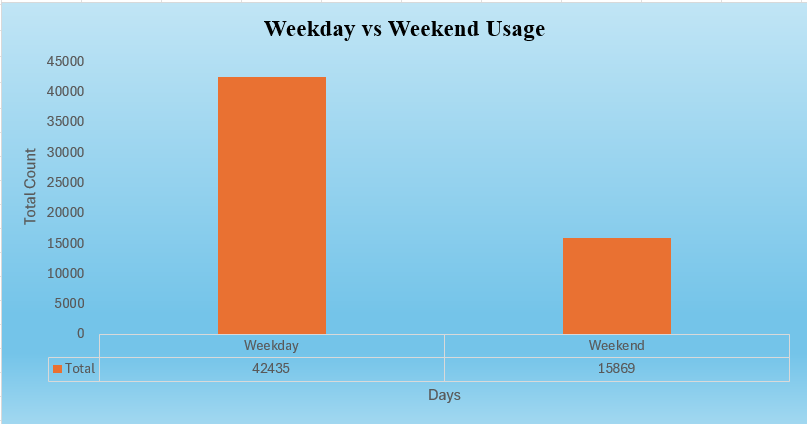 Weekday vs Weekend Usage
45000
40000
35000
30000
25000
20000
15000
10000
5000
0
Total Count
Weekday Weekend
Total 42435 15869
Days